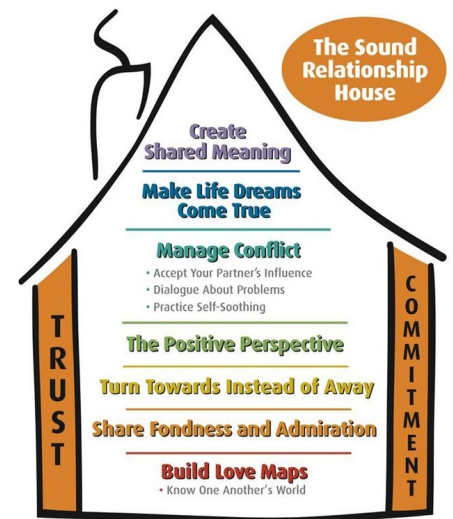 The Sound
Relationship
House
Create
Shared Meaning
Make Life Dreams
Come True
Manage Conflict
• Accept Your Partner's Influence
• Dialogue About Problems
• Practice Self-Soothing
The Positive Perspective
Turn Towards Instead of Away
Share Fondness and Admiration
Build Love Maps
• Know One Another's World
TRUST
COMMITMENT